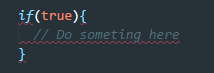 if(true){
// Do someting here
}